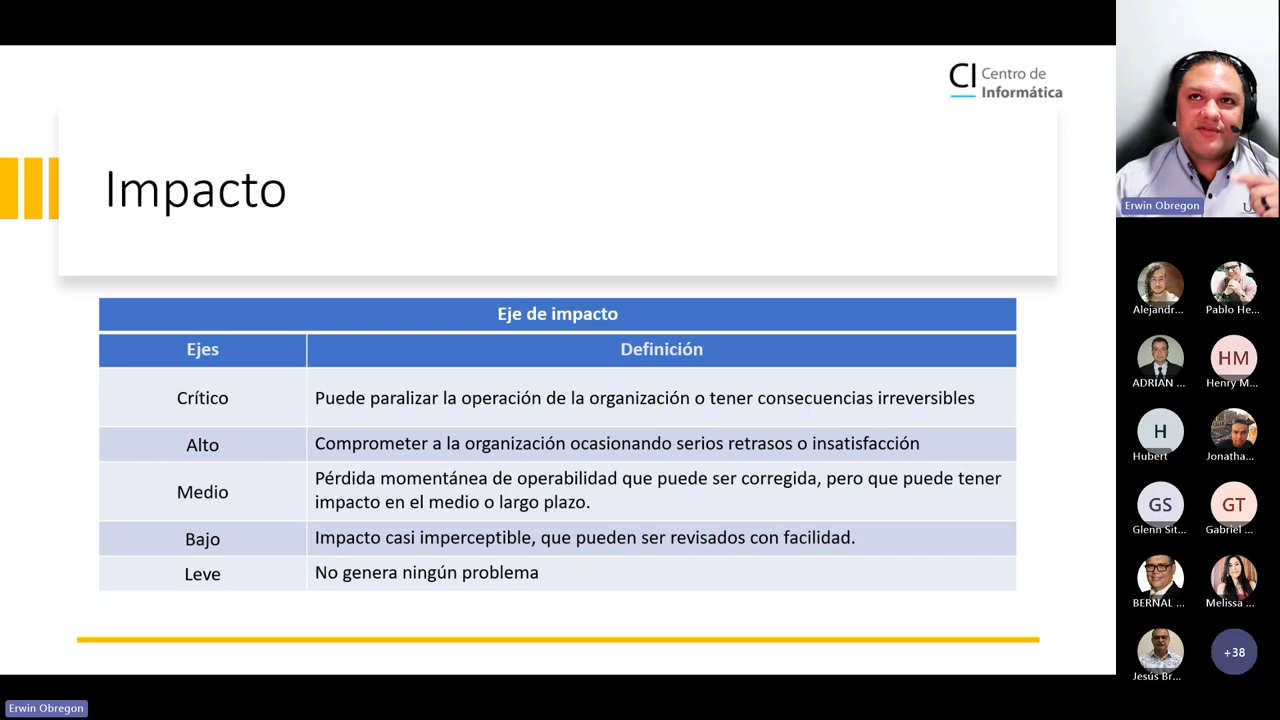 CI Centro de
Informática
Impacto
Eje de impacto
Ejes Definición
Crítico Puede paralizar la operación de la organización o tener consecuencias irreversibles
Alto Comprometer a la organización ocasionando serios retrasos o insatisfacción
Medio Pérdida momentánea de operabilidad que puede ser corregida, pero que puede tener
impacto en el medio o largo plazo.
Bajo Impacto casi imperceptible, que pueden ser revisados con facilidad.
Leve No genera ningún problema
Erwin Obregon
Alejandr... Pablo He...
HM
ADRÍAN ... Henry M...
H
Hubert Jonatha...
GS GT
Glenn Sit... Gabriel ...
BERNAL ... Melissa ...
+38
Jesús Br...
Erwin Obregon